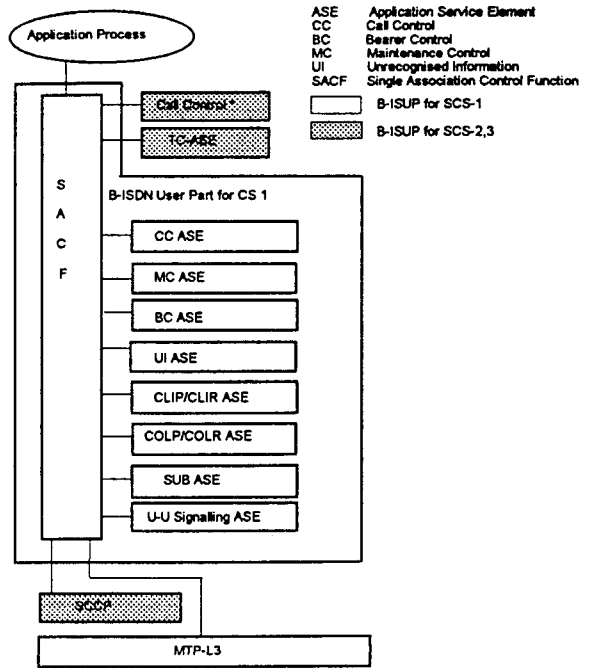 ASE Application Service Element
CC Call Control
BC Bearer Control
MC Maintenance Control
UI Unrecognised Information
SACF Single Association Control Function
B-ISUP for SCS-1
B-ISUP for SCS-2,3
Application Process
Call Control *
TC-ASE
S
A
C
F
B-ISDN User Part for CS 1
CC ASE
MC ASE
BC ASE
UI ASE
CLIP/CLIR ASE
COLP/COLR ASE
SUB ASE
U-U Signalling ASE
SCCP
MTP-L3